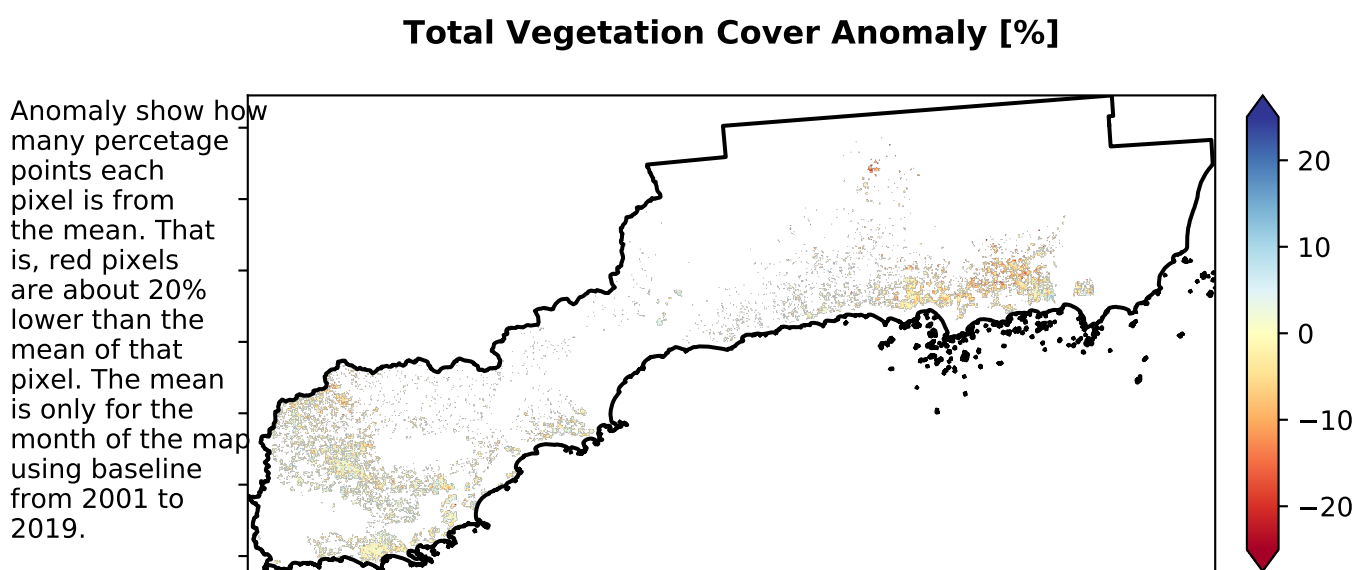 Total Vegetation Cover Anomaly [%]
Anomaly show how
many percetage
points each
pixel is from
the mean. That
is, red pixels
are about 20%
lower than the
mean of that
pixel. The mean
is only for the
month of the map
using baseline
from 2001 to
2019.
20
10
0
−10
−20